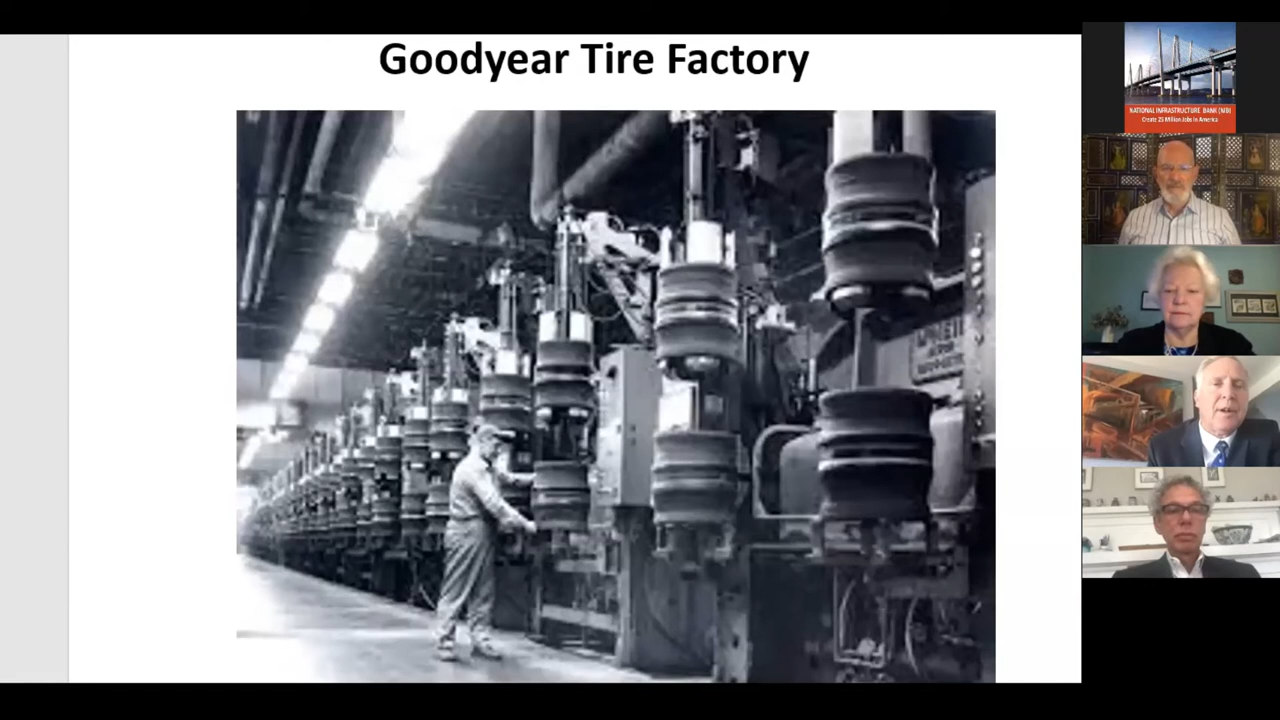 Goodyear Tire Factory
NATIONAL INFRASTRUCTURE BANK (NIB)
Create 25 Million Jobs in America